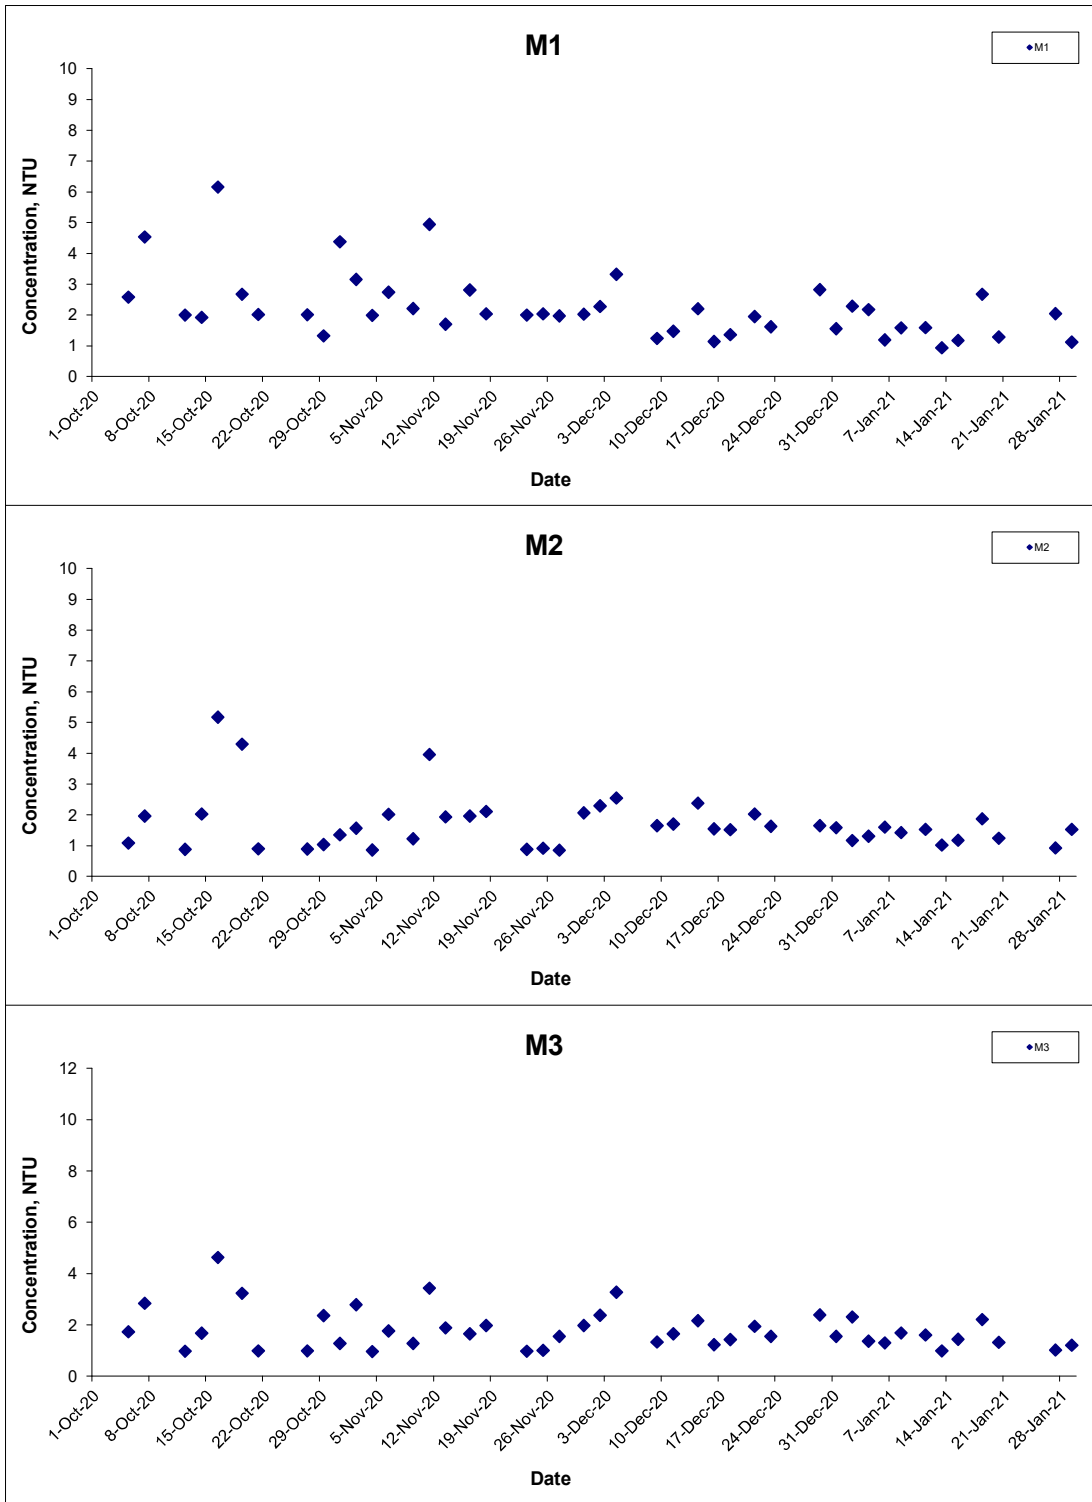 M1
M1
10
9
8
7
6
5
4
3
2
1
0
Concentration, NTU
1-Oct-20
8-Oct-20
15-Oct-20
22-Oct-20
29-Oct-20
5-Nov-20
12-Nov-20
19-Nov-20
26-Nov-20
3-Dec-20
10-Dec-20
17-Dec-20
24-Dec-20
31-Dec-20
7-Jan-21
14-Jan-21
21-Jan-21
28-Jan-21
Date
M2
M2
10
9
8
7
6
5
4
3
2
1
0
Concentration, NTU
1-Oct-20
8-Oct-20
15-Oct-20
22-Oct-20
29-Oct-20
5-Nov-20
12-Nov-20
19-Nov-20
26-Nov-20
3-Dec-20
10-Dec-20
17-Dec-20
24-Dec-20
31-Dec-20
7-Jan-21
14-Jan-21
21-Jan-21
28-Jan-21
Date
M3
M3
12
10
8
6
4
2
0
Concentration, NTU
1-Oct-20
8-Oct-20
15-Oct-20
22-Oct-20
29-Oct-20
5-Nov-20
12-Nov-20
19-Nov-20
26-Nov-20
3-Dec-20
10-Dec-20
17-Dec-20
24-Dec-20
31-Dec-20
7-Jan-21
14-Jan-21
21-Jan-21
28-Jan-21
Date